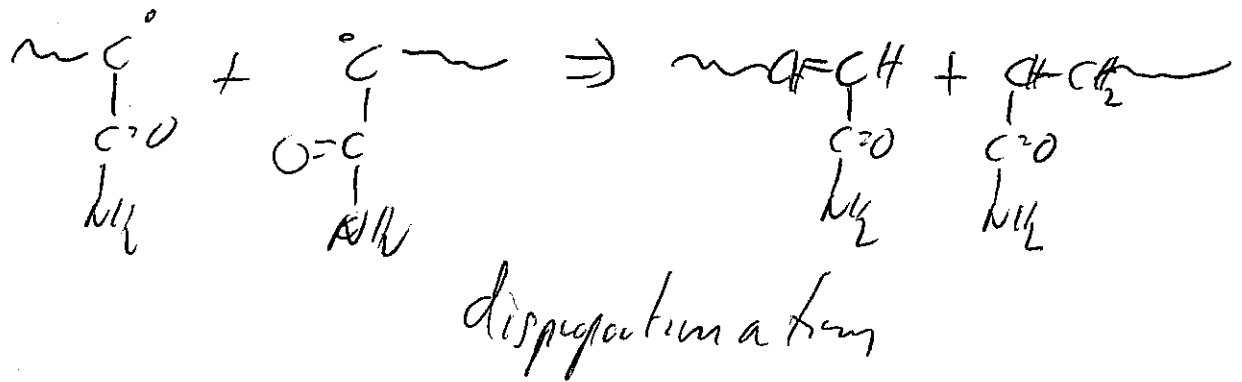 C• + •C ⇒ CH=CH + CH-CH₂
C=O O=C C=O C=O
NH₂ NH₂ NH₂ NH₂
disproportionation